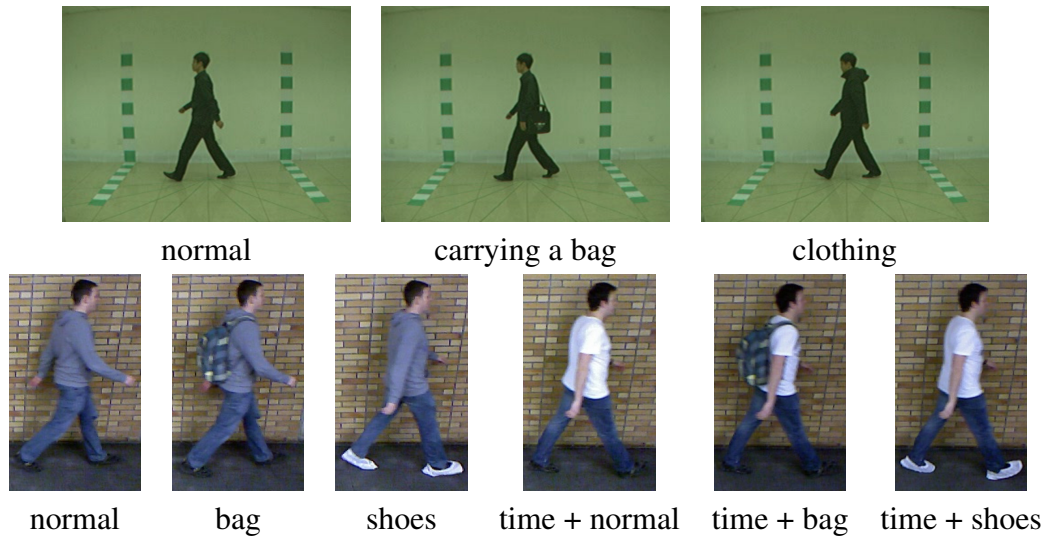 normal
carrying a bag
clothing
normal
bag
shoes
time + normal
time + bag
time + shoes